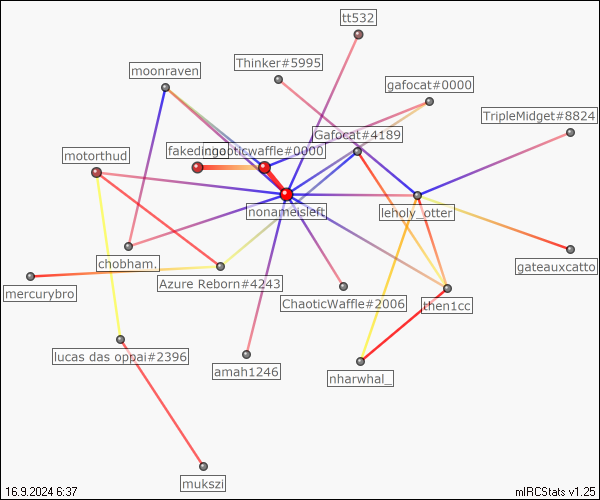 tt532
Thinker#5995
moonraven
gafocat#0000
TripleMidget#8824
Gafocat#4189
motorthud
fakedingo
opticwaffle#0000
nonameisleft
leholy_otter
chobham.
gateauxcatto
Azure Reborn#4243
mercurybro
ChaoticWaffle#2006
then1cc
lucas das oppai#2396
amah1246
nharwhal_
mukszi
16.9.2024 6:37
mIRCStats v1.25